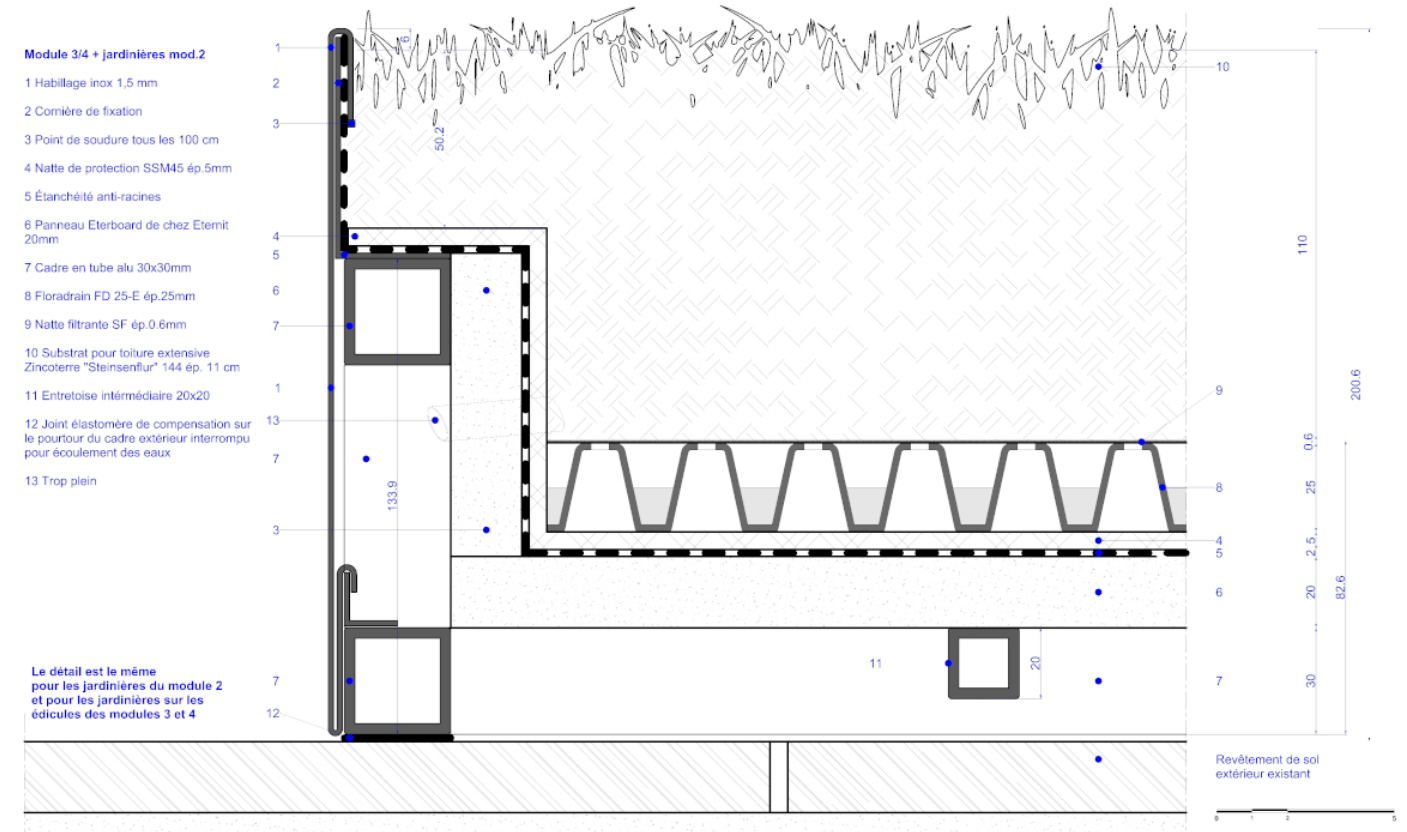 Module 3/4 + jardinières mod.2
1 Habillage inox 1,5 mm
2 Cornière de fixation
3 Point de soudure tous les 100 cm
4 Natte de protection SSM45 ép.5mm
5 Étanchéité anti-racines
6 Panneau Eterboard de chez Eternit
20mm
7 Cadre en tube alu 30x30mm
8 Floradrain FD 25-E ép.25mm
9 Natte filtrante SF ép.0.6mm
10 Substrat pour toiture extensive
Zincoterre "Steinsenflur" 144 ép. 11 cm
11 Entretoise intérmédiaire 20x20
12 Joint élastomère de compensation sur
le pourtour du cadre extérieur interrompu
pour écoulement des eaux
13 Trop plein
Le détail est le même
pour les jardinières du module 2
et pour les jardinières sur les
édicules des modules 3 et 4
1
2
3
4
5
6
7
1
13
7
3
7
12
6
50.2
133.9
11
20
10
9
8
4
5
6
7
110
0.6
25
2.5
20
30
82.6
200.6
Revêtement de sol
extérieur existant
0 1 2 5